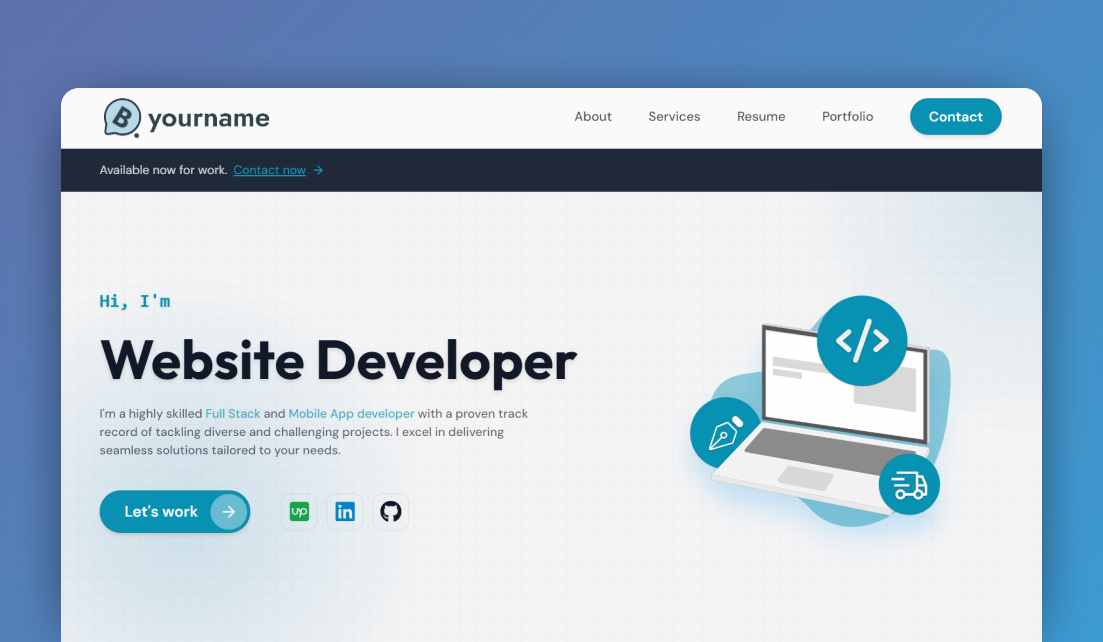 B yourname
About Services Resume Portfolio Contact
Available now for work. Contact now →
Hi, I'm
Website Developer
I'm a highly skilled Full Stack and Mobile App developer with a proven track
record of tackling diverse and challenging projects. I excel in delivering
seamless solutions tailored to your needs.
Let's work →
up in